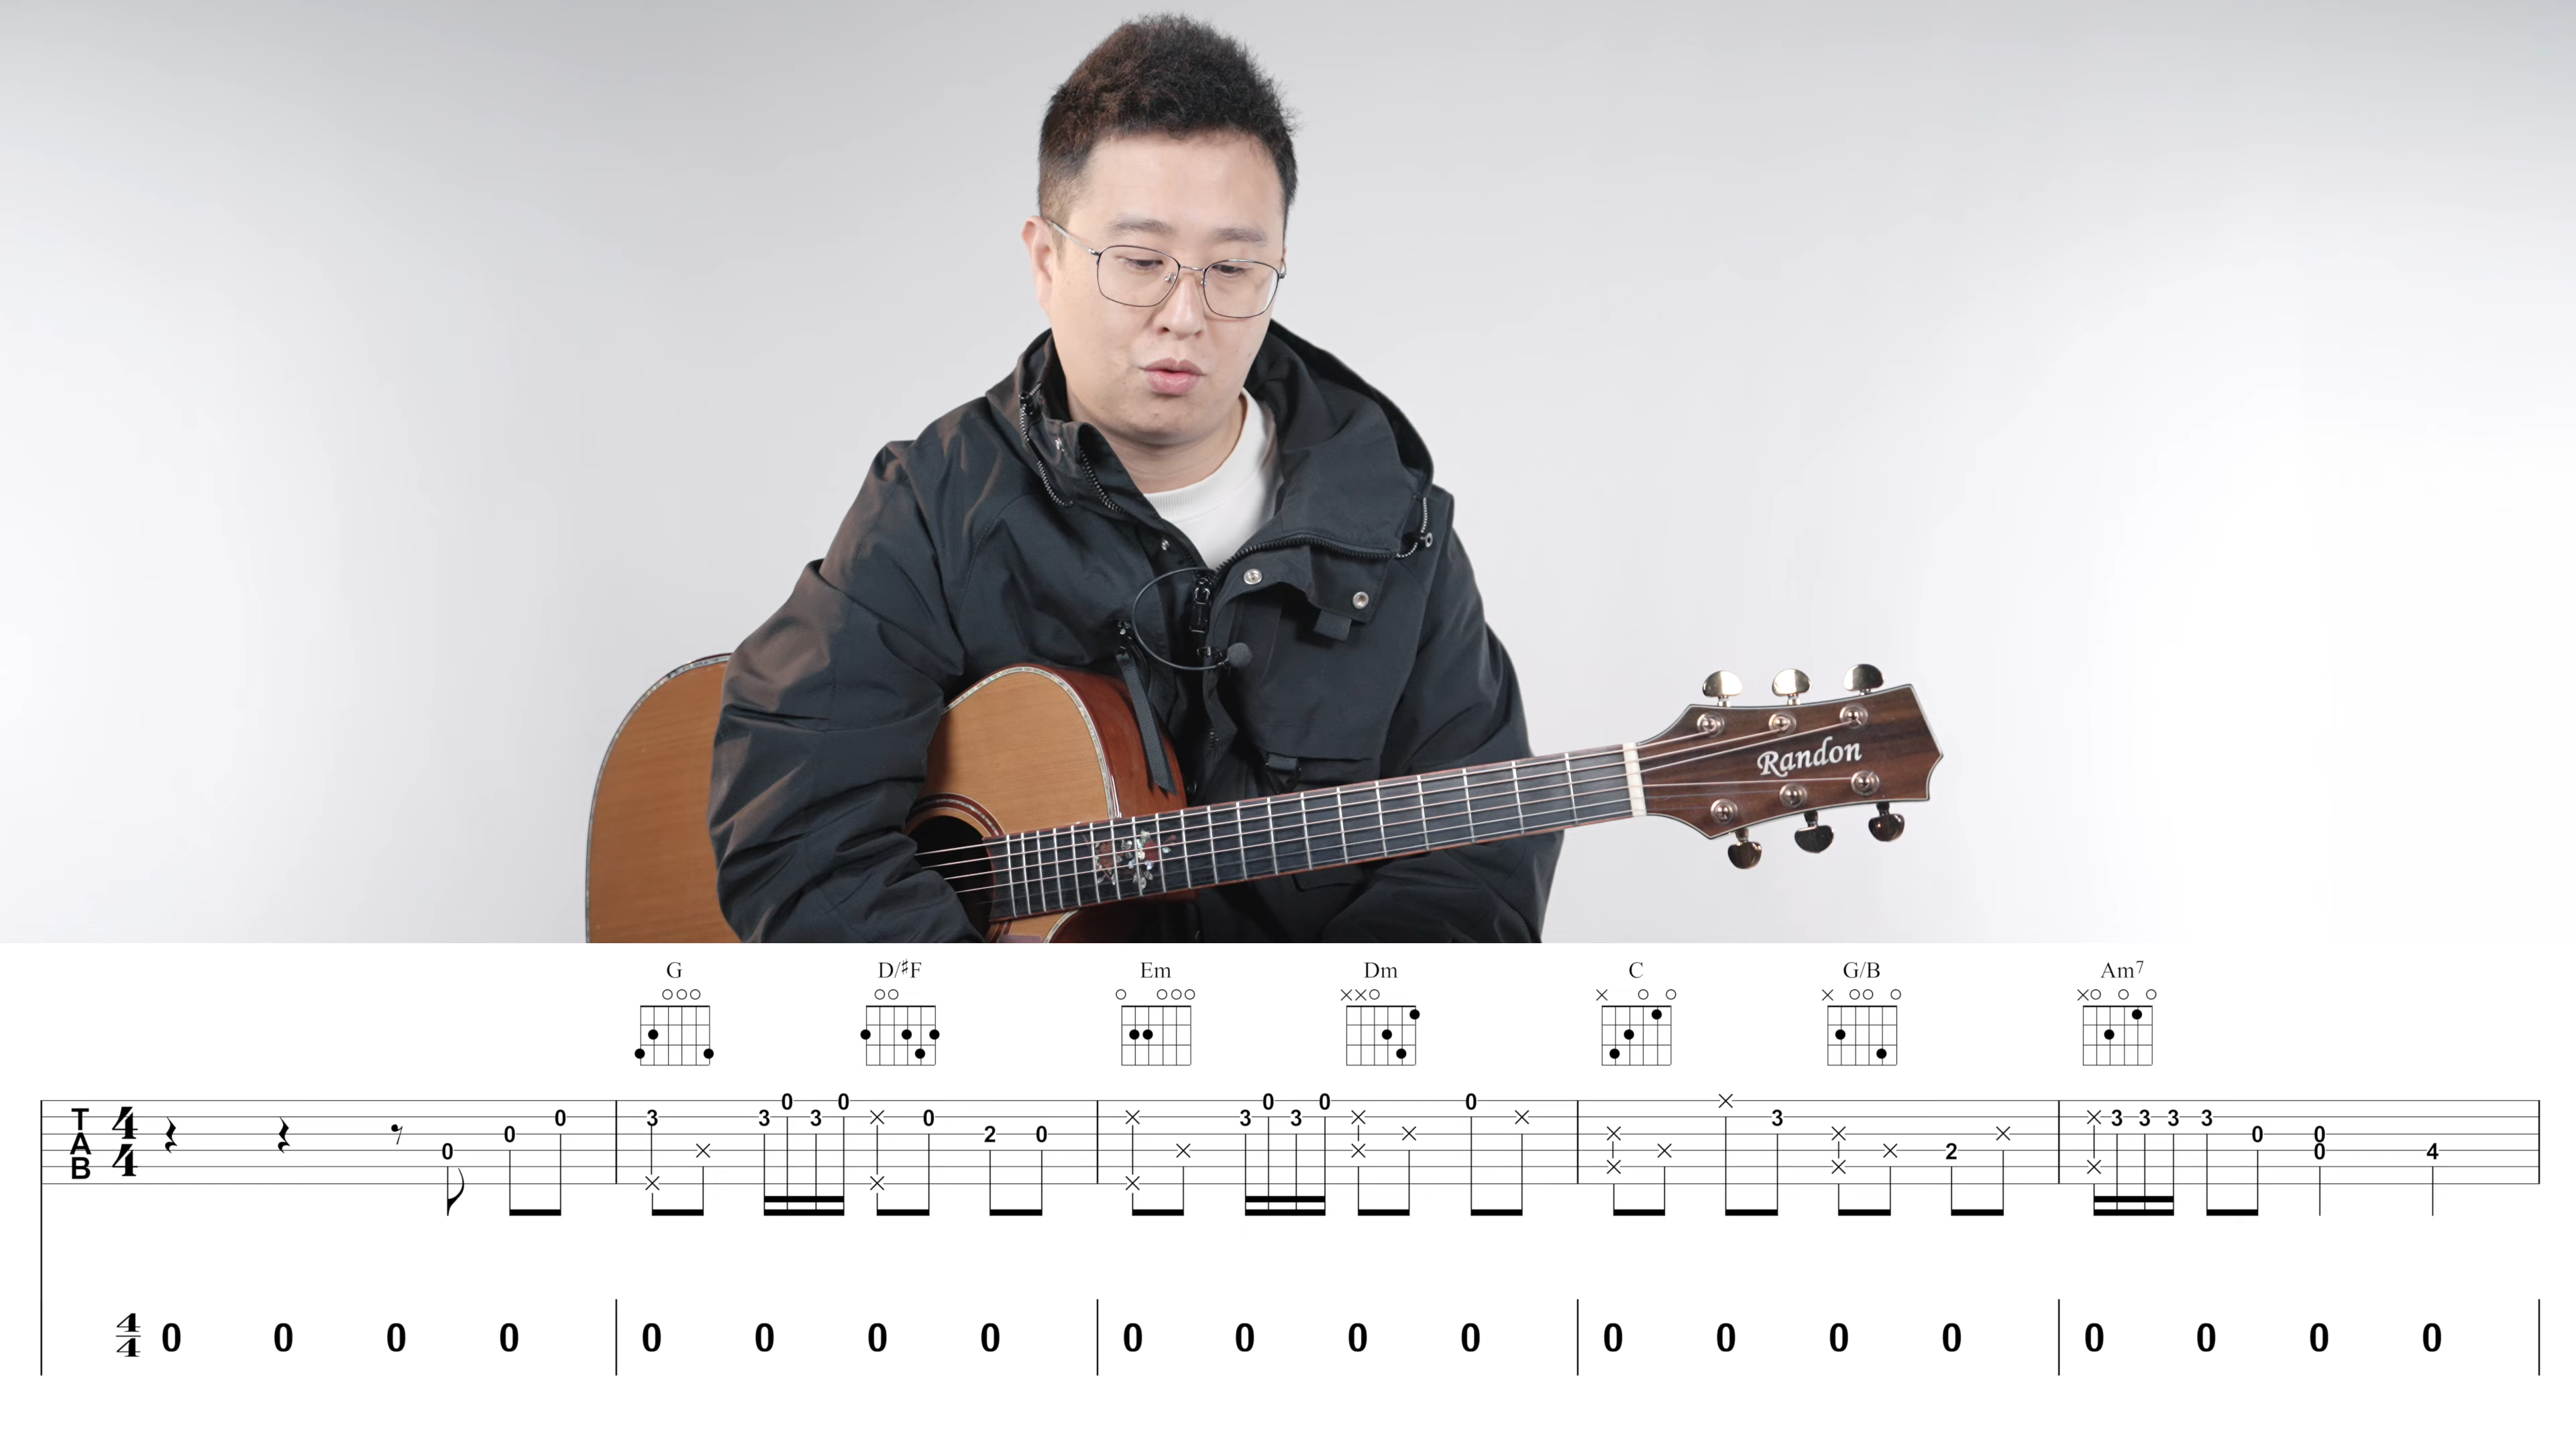 Randon
G D/♯F Em Dm C G/B Am7
T 4 0 0 0 3 3 0 3 0 0 2 0 3 0 3 0 0 3 2 3 3 3 3 0 0 0 4
A
B 4
4/4 0 0 0 0 0 0 0 0 0 0 0 0 0 0 0 0 0 0 0 0